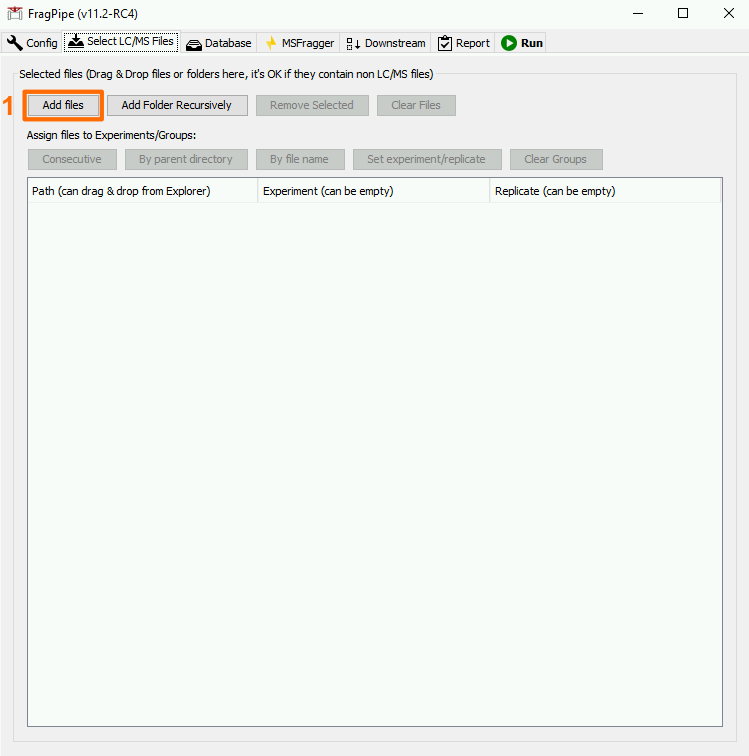 FragPipe (v11.2-RC4)
Config Select LC/MS Files Database MSFragger Downstream Report Run
Selected files (Drag & Drop files or folders here, it's OK if they contain non LC/MS files)
1 Add files Add Folder Recursively Remove Selected Clear Files
Assign files to Experiments/Groups:
Consecutive By parent directory By file name Set experiment/replicate Clear Groups
Path (can drag & drop from Explorer) Experiment (can be empty) Replicate (can be empty)